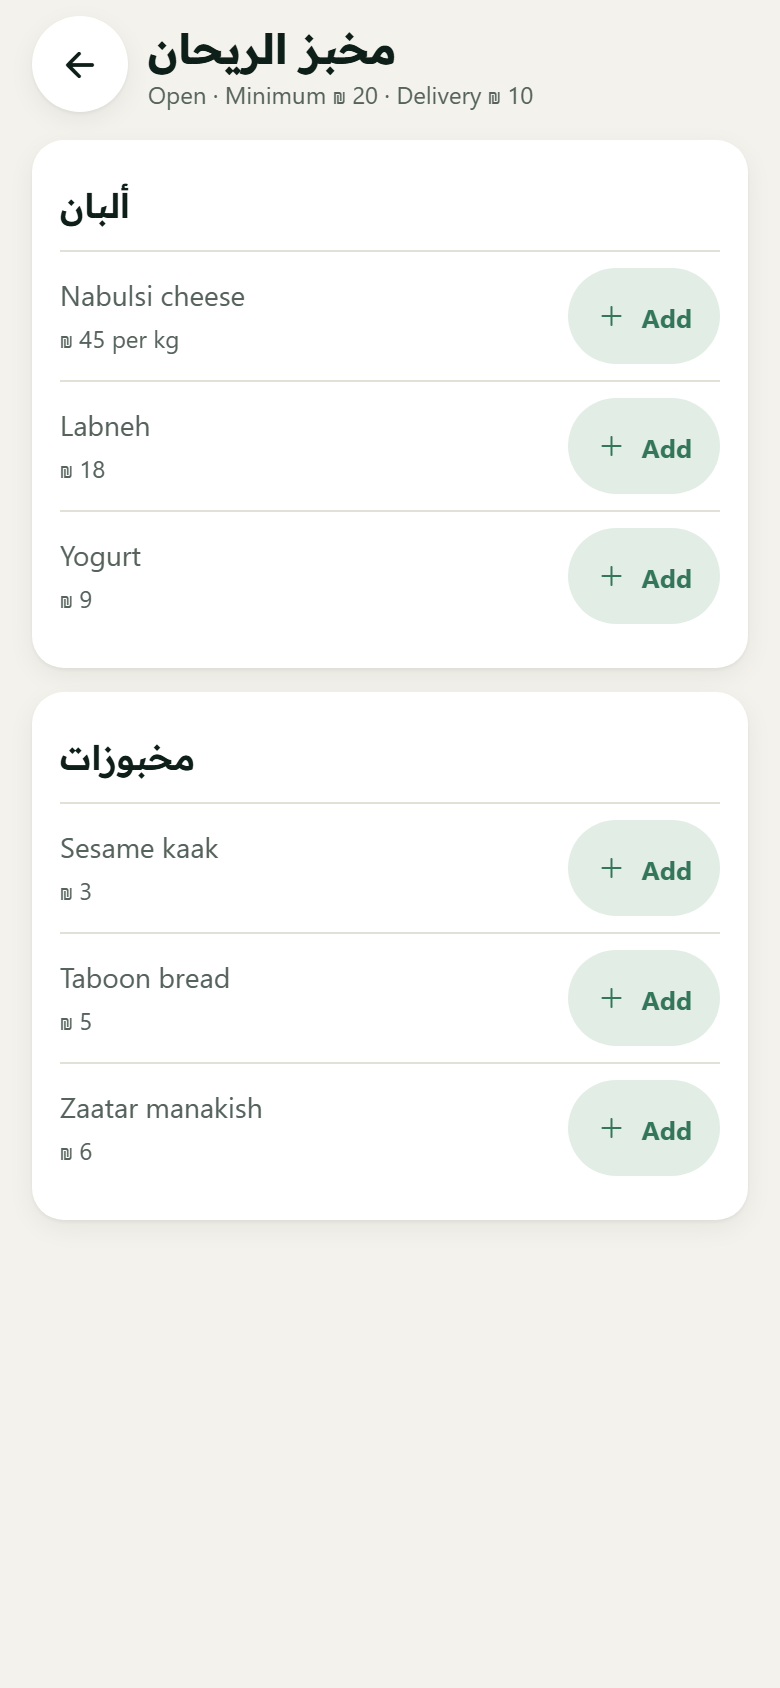 مخبز الريحان
Open · Minimum ₪ 20 · Delivery ₪ 10
ألبان
Nabulsi cheese
₪ 45 per kg
+ Add
Labneh
₪ 18
+ Add
Yogurt
₪ 9
+ Add
مخبوزات
Sesame kaak
₪ 3
+ Add
Taboon bread
₪ 5
+ Add
Zaatar manakish
₪ 6
+ Add